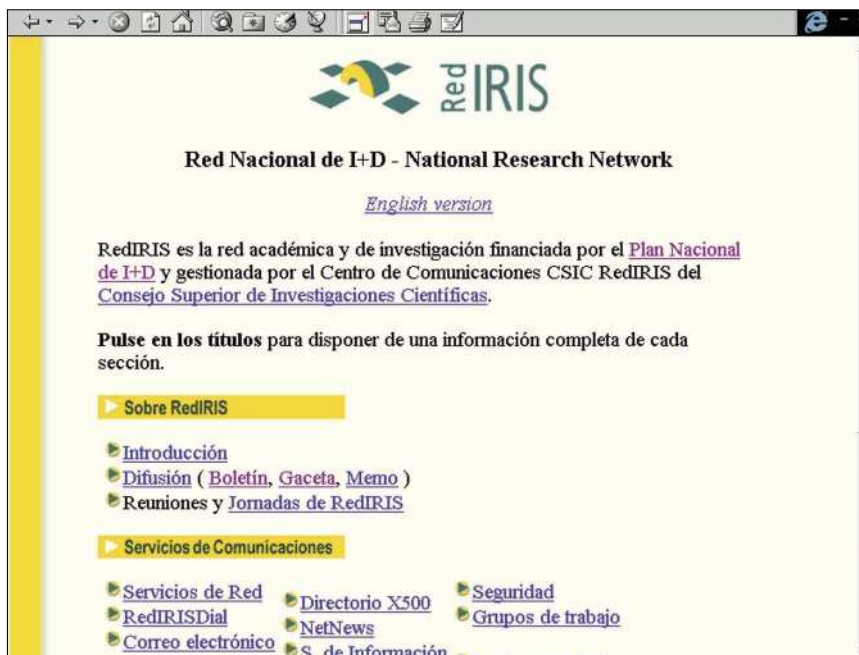 Red IRIS
Red Nacional de I+D - National Research Network
English version
RedIRIS es la red académica y de investigación financiada por el Plan Nacional
de I+D y gestionada por el Centro de Comunicaciones CSIC RedIRIS del
Consejo Superior de Investigaciones Científicas.
Pulse en los títulos para disponer de una información completa de cada
sección.
Sobre RedIRIS
Introducción
Difusión ( Boletín, Gaceta, Memo )
Reuniones y Jornadas de RedIRIS
Servicios de Comunicaciones
Servicios de Red
RedIRISDial
Correo electrónico
Directorio X500
NetNews
S. de Información
Seguridad
Grupos de trabajo